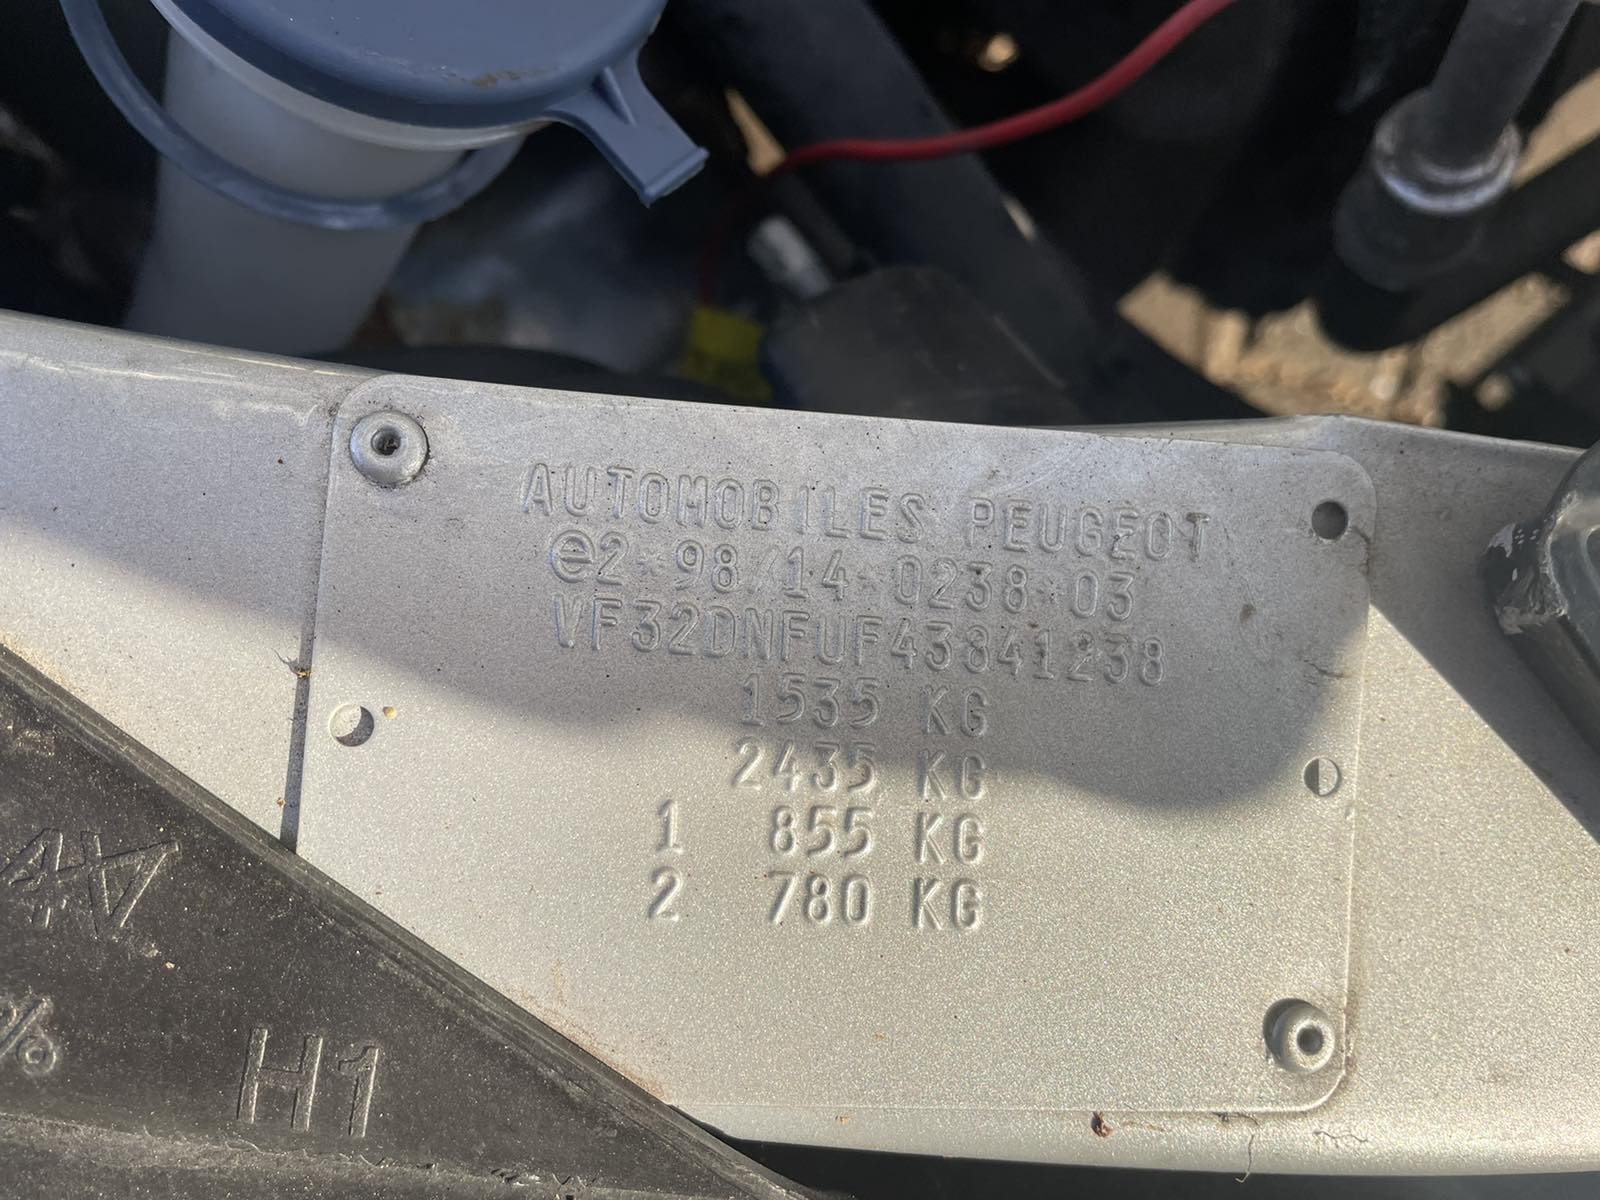 AUTOMOBILES PEUGEOT
e2*98/14*0238*03
VF32DNFUF43841238
1535 KG
2435 KG
1 855 KG
2 780 KG
%
H1